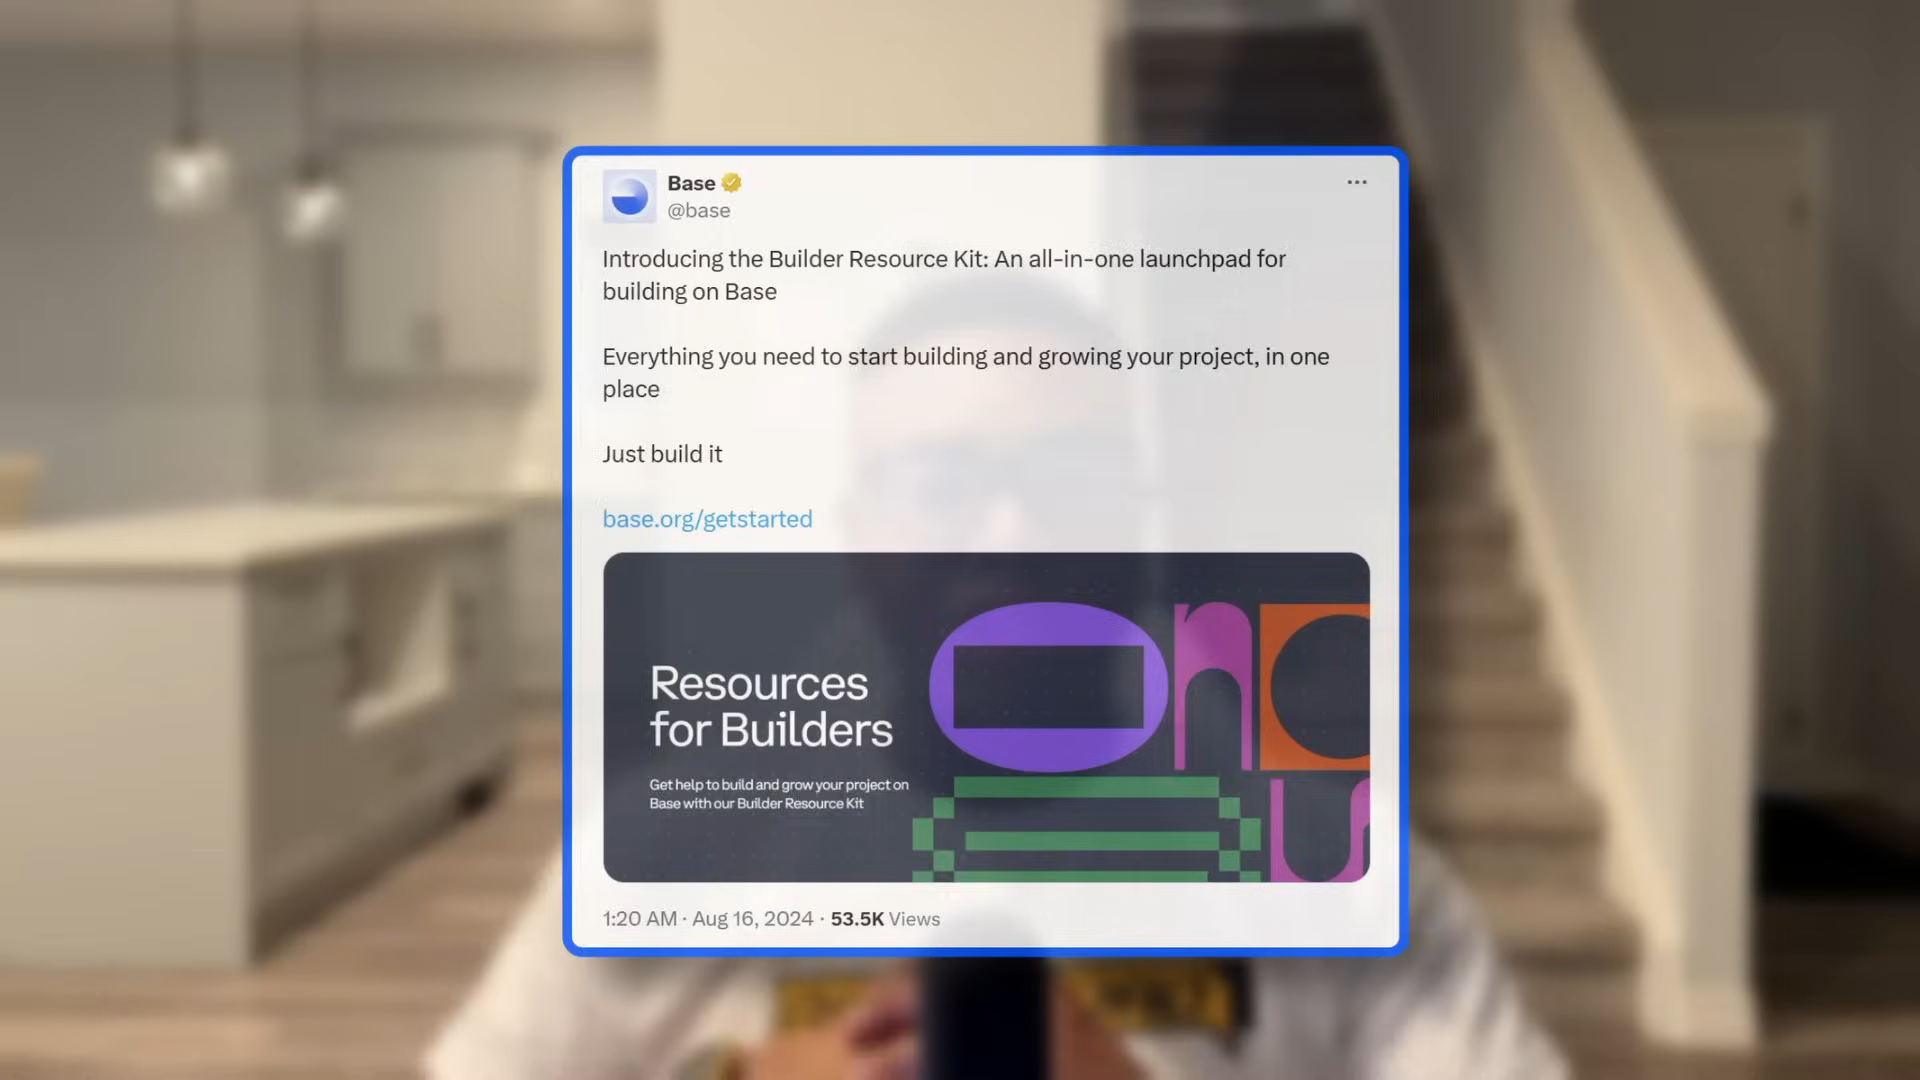 Base
@base
Introducing the Builder Resource Kit: An all-in-one launchpad for
building on Base
Everything you need to start building and growing your project, in one
place
Just build it
base.org/getstarted
Resources
for Builders
Get help to build and grow your project on
Base with our Builder Resource Kit
1:20 AM · Aug 16, 2024 · 53.5K Views